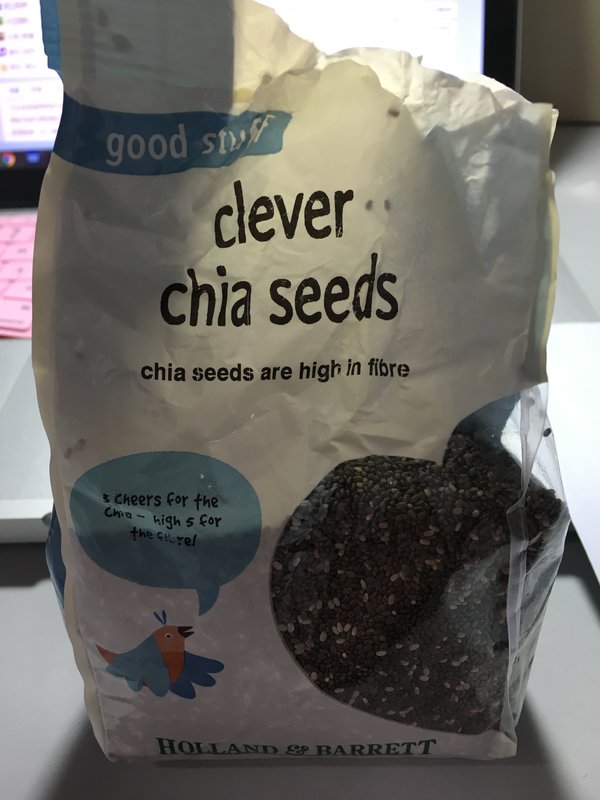 good stuff
clever
chia seeds
chia seeds are high in fibre
3 cheers for the
chia - high 5 for
the fibre!
HOLLAND & BARRETT